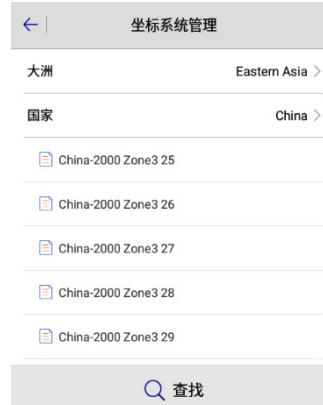 坐标系统管理
大洲 Eastern Asia
国家 China
China-2000 Zone3 25
China-2000 Zone3 26
China-2000 Zone3 27
China-2000 Zone3 28
China-2000 Zone3 29
查找